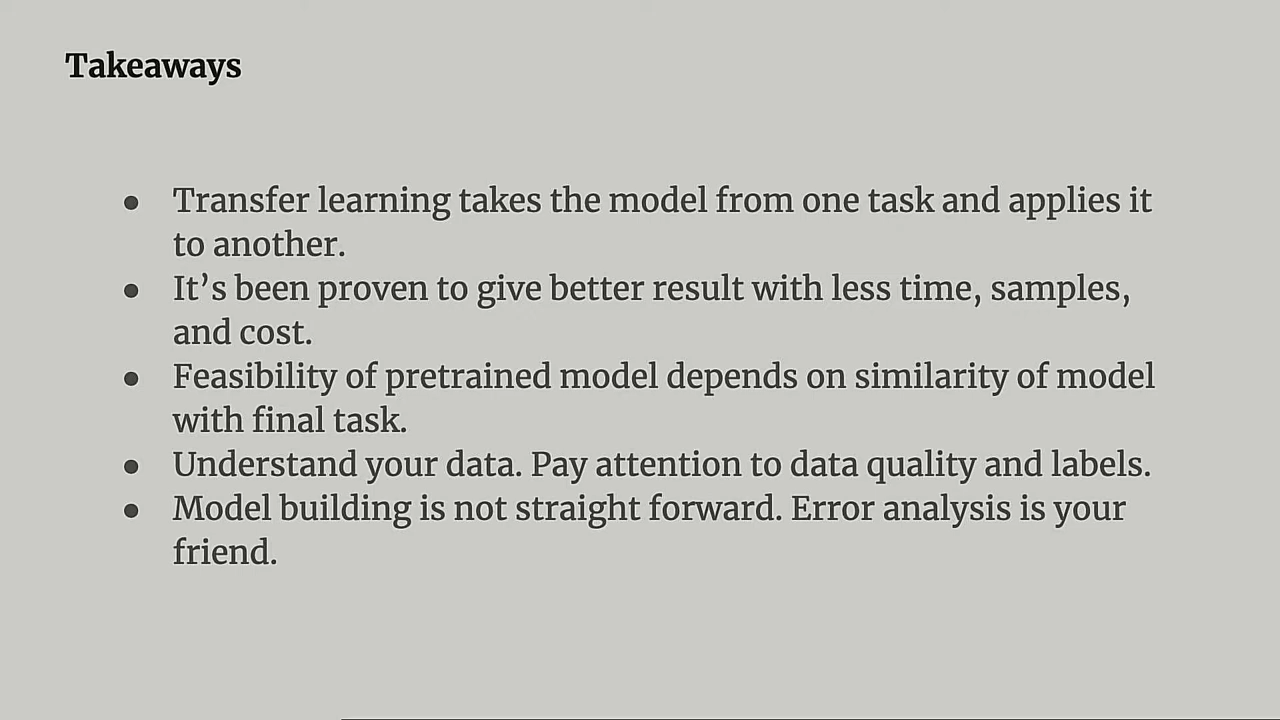 Takeaways
● Transfer learning takes the model from one task and applies it
to another.
● It’s been proven to give better result with less time, samples,
and cost.
● Feasibility of pretrained model depends on similarity of model
with final task.
● Understand your data. Pay attention to data quality and labels.
● Model building is not straight forward. Error analysis is your
friend.